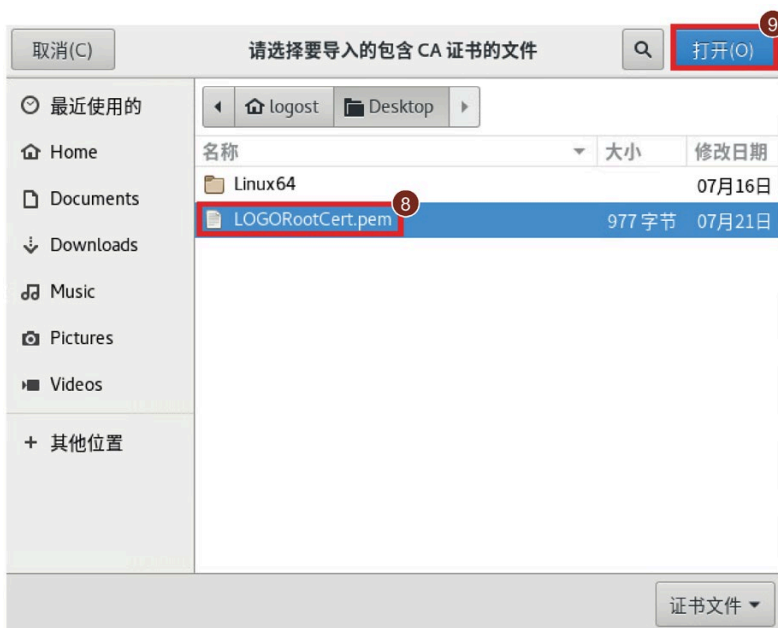 9
取消(C) 请选择要导入的包含 CA 证书的文件 打开(O)
最近使用的
Home
Documents
Downloads
Music
Pictures
Videos
其他位置
logost Desktop
名称 大小 修改日期
Linux64 07月16日
8
LOGORootCert.pem 977 字节 07月21日
证书文件